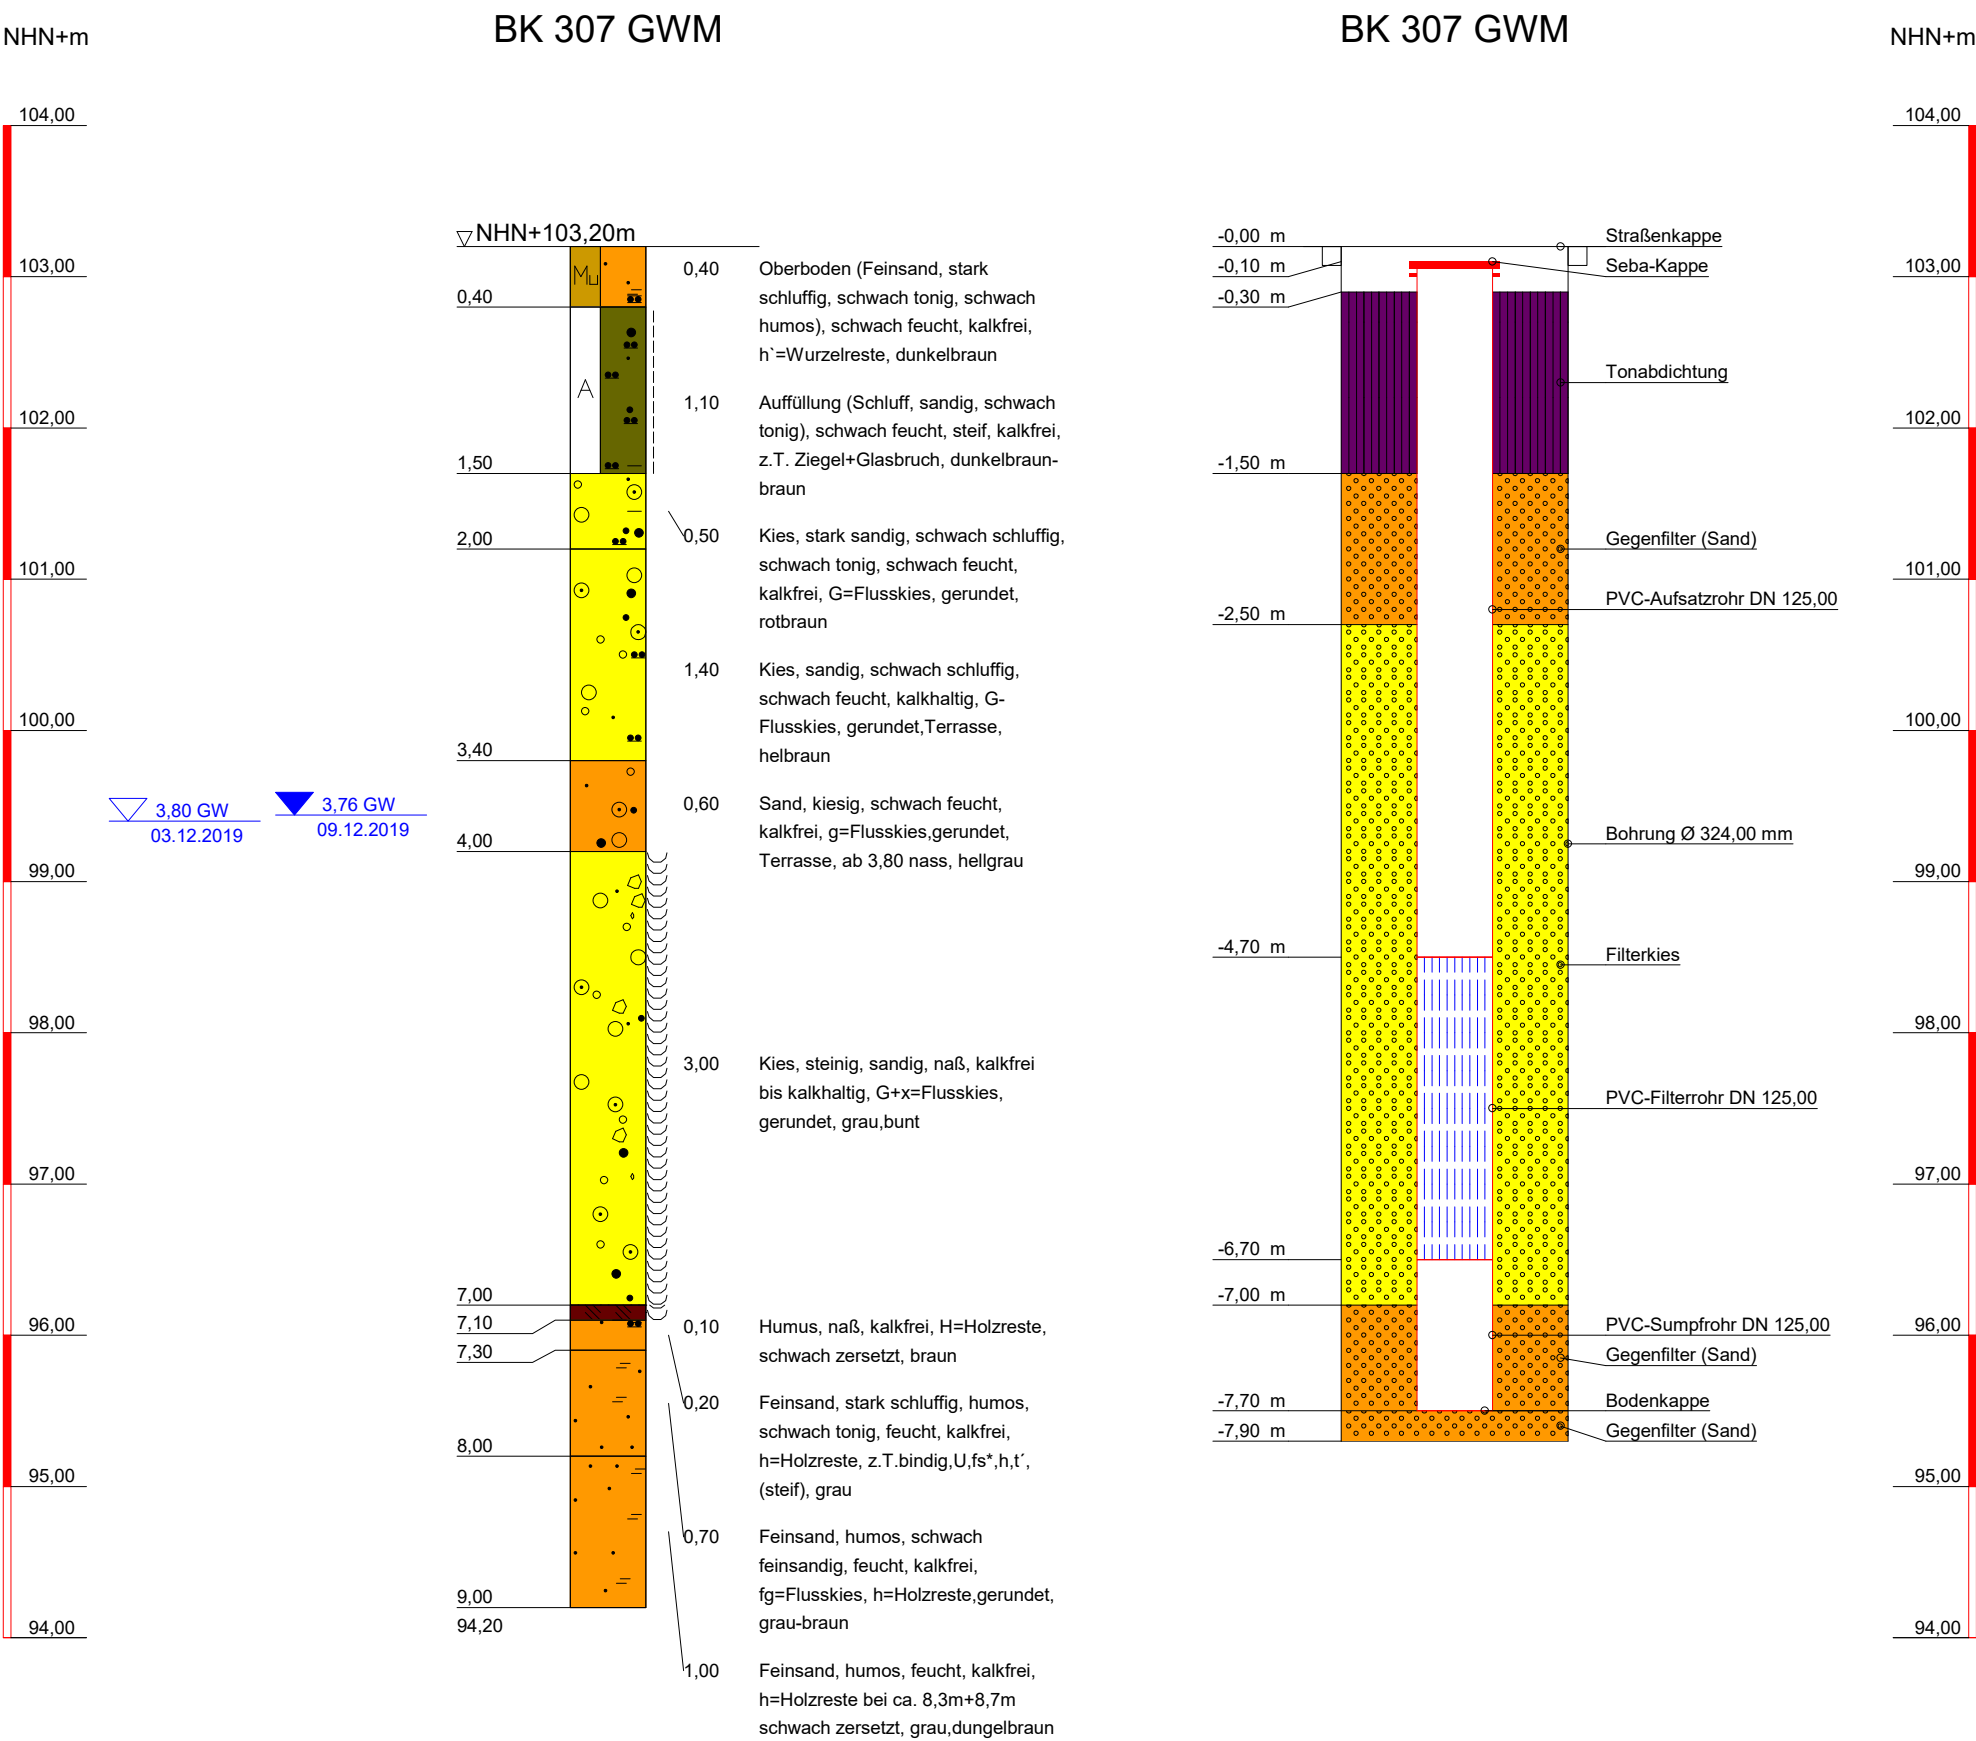 BK 307 GWM
BK 307 GWM
NHN+m
NHN+m
104,00
103,00
102,00
101,00
100,00
99,00
98,00
97,00
96,00
95,00
94,00
3,80 GW
03.12.2019
3,76 GW
09.12.2019
NHN+103,20m
Mu
A
0,40
1,50
2,00
3,40
4,00
7,00
7,10
7,30
8,00
9,00
94,20
0,40
Oberboden (Feinsand, stark
schluffig, schwach tonig, schwach
humos), schwach feucht, kalkfrei,
h`=Wurzelreste, dunkelbraun
1,10
Auffüllung (Schluff, sandig, schwach
tonig), schwach feucht, steif, kalkfrei,
z.T. Ziegel+Glasbruch, dunkelbraun-
braun
0,50
Kies, stark sandig, schwach schluffig,
schwach tonig, schwach feucht,
kalkfrei, G=Flusskies, gerundet,
rotbraun
1,40
Kies, sandig, schwach schluffig,
schwach feucht, kalkhaltig, G-
Flusskies, gerundet,Terrasse,
helbraun
0,60
Sand, kiesig, schwach feucht,
kalkfrei, g=Flusskies,gerundet,
Terrasse, ab 3,80 nass, hellgrau
3,00
Kies, steinig, sandig, naß, kalkfrei
bis kalkhaltig, G+x=Flusskies,
gerundet, grau,bunt
0,10
Humus, naß, kalkfrei, H=Holzreste,
schwach zersetzt, braun
0,20
Feinsand, stark schluffig, humos,
schwach tonig, feucht, kalkfrei,
h=Holzreste, z.T.bindig,U,fs*,h,t´,
(steif), grau
0,70
Feinsand, humos, schwach
feinsandig, feucht, kalkfrei,
fg=Flusskies, h=Holzreste,gerundet,
grau-braun
1,00
Feinsand, humos, feucht, kalkfrei,
h=Holzreste bei ca. 8,3m+8,7m
schwach zersetzt, grau,dungelbraun
-0,00 m
-0,10 m
-0,30 m
-1,50 m
-2,50 m
-4,70 m
-6,70 m
-7,00 m
-7,70 m
-7,90 m
Straßenkappe
Seba-Kappe
Tonabdichtung
Gegenfilter (Sand)
PVC-Aufsatzrohr DN 125,00
Bohrung Ø 324,00 mm
Filterkies
PVC-Filterrohr DN 125,00
PVC-Sumpfrohr DN 125,00
Gegenfilter (Sand)
Bodenkappe
Gegenfilter (Sand)
104,00
103,00
102,00
101,00
100,00
99,00
98,00
97,00
96,00
95,00
94,00